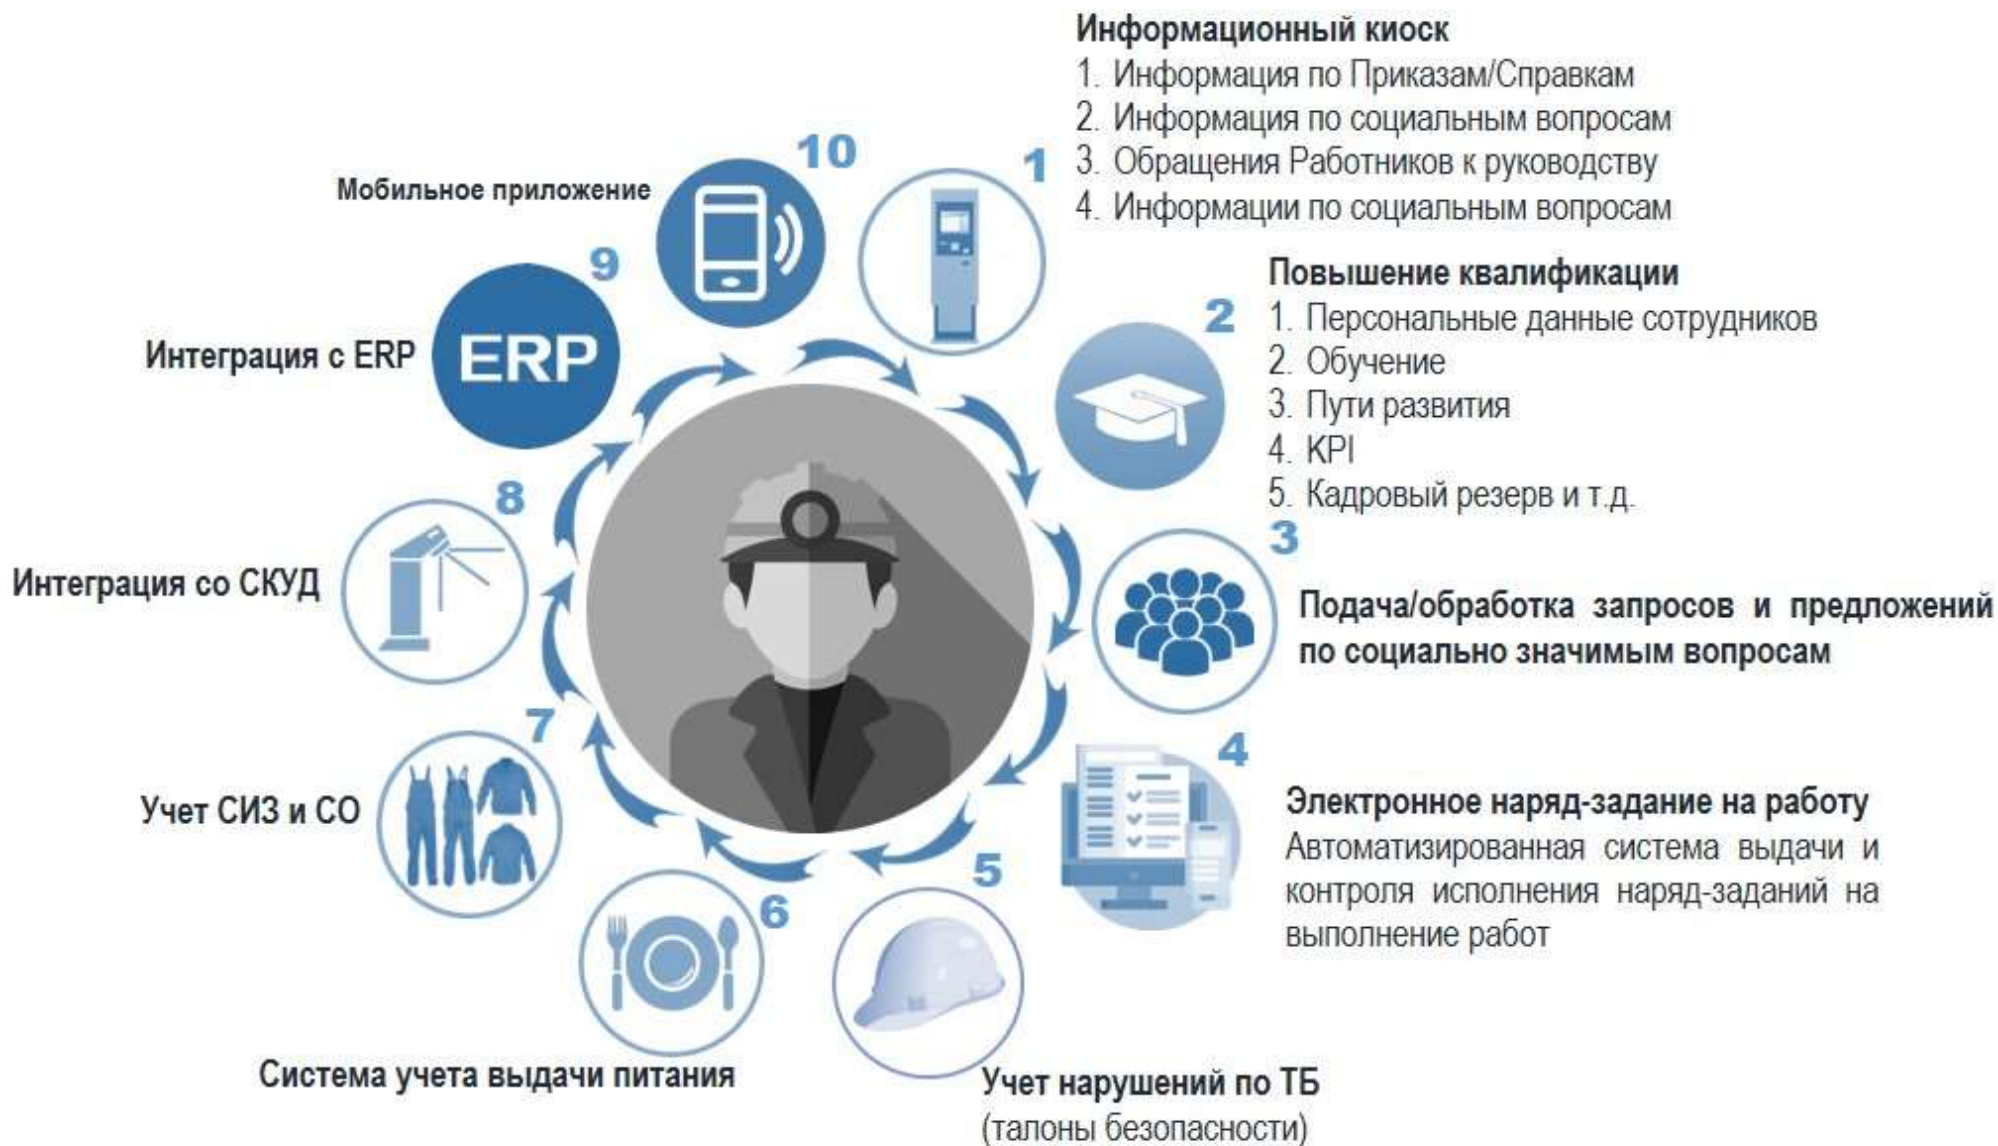 Информационный киоск
1. Информация по Приказам/Справкам
2. Информация по социальным вопросам
3. Обращения Работников к руководству
4. Информации по социальным вопросам
1
Повышение квалификации
1. Персональные данные сотрудников
2. Обучение
3. Пути развития
4. KPI
5. Кадровый резерв и т.д.
2
3
Подача/обработка запросов и предложений
по социально значимым вопросам
4
Электронное наряд-задание на работу
Автоматизированная система выдачи и
контроля исполнения наряд-заданий на
выполнение работ
5
Учет нарушений по ТБ
(талоны безопасности)
6
Система учета выдачи питания
7
Учет СИЗ и СО
8
Интеграция со СКУД
9
Интеграция с ERP
ERP
10
Мобильное приложение